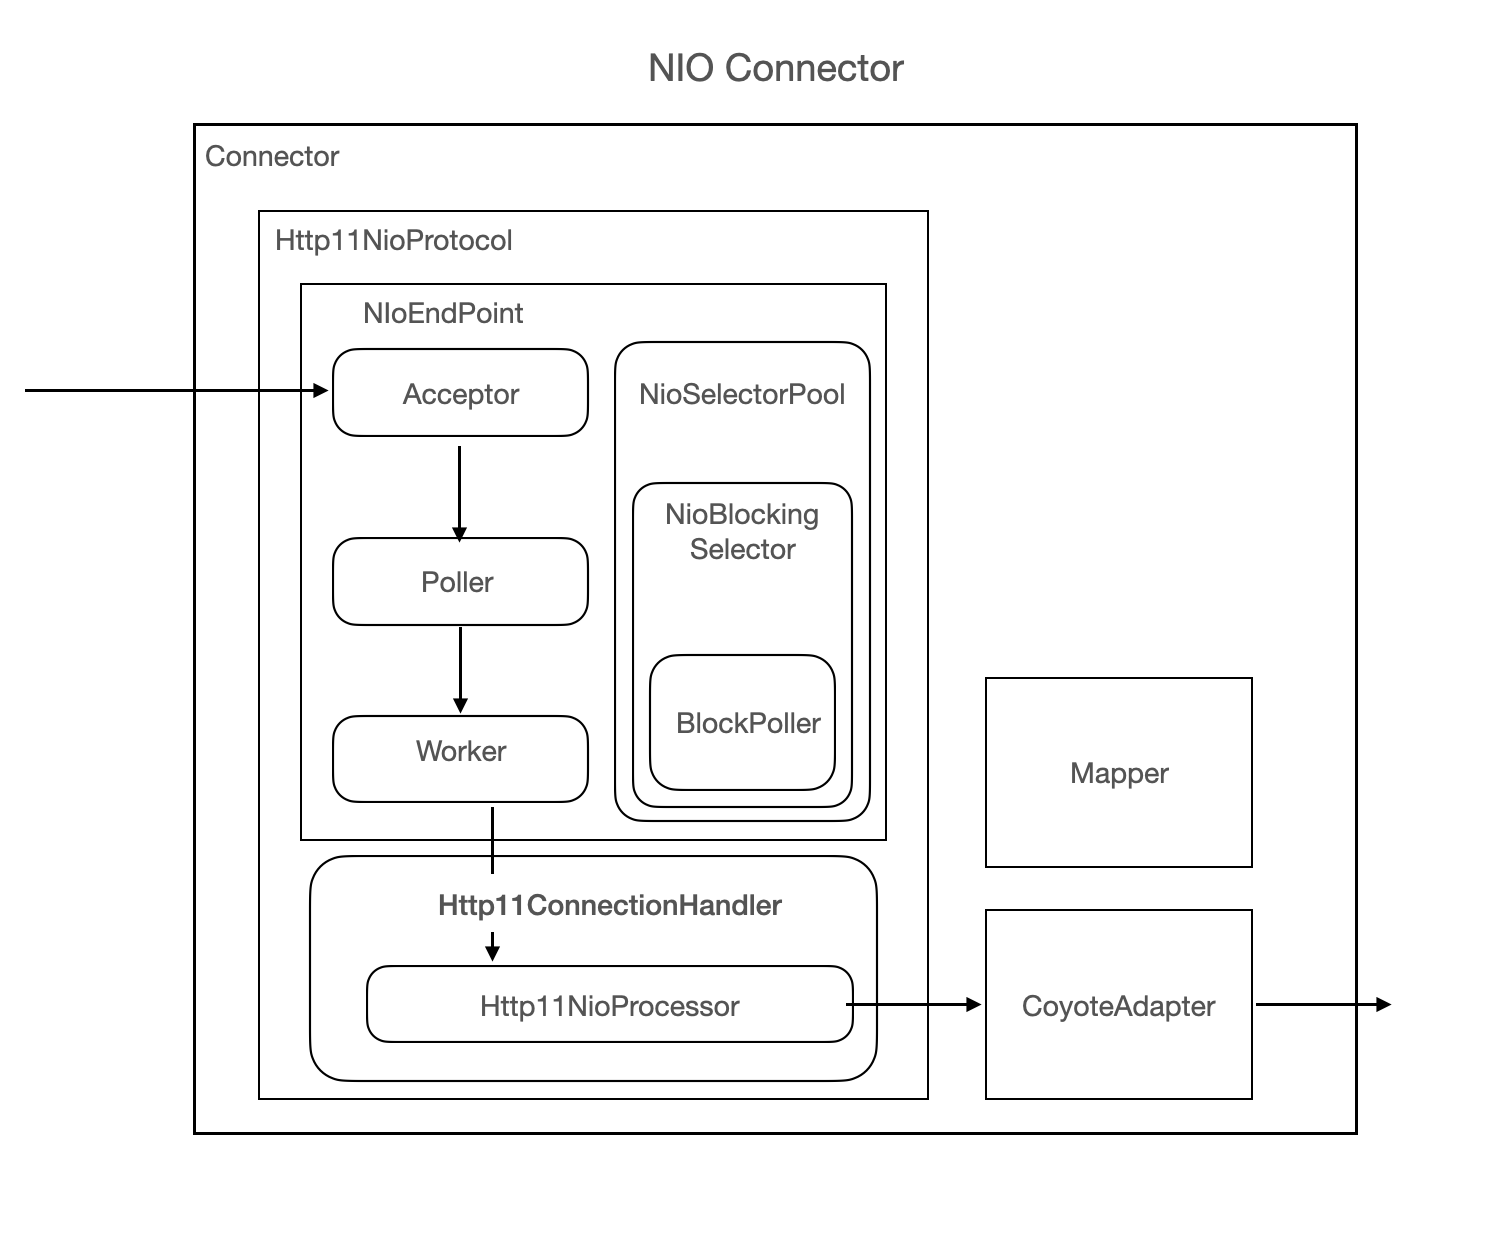 NIO Connector
Connector
Http11NioProtocol
NIoEndPoint
Acceptor
NioSelectorPool
NioBlocking
Selector
Poller
BlockPoller
Worker
Mapper
Http11ConnectionHandler
Http11NioProcessor
CoyoteAdapter